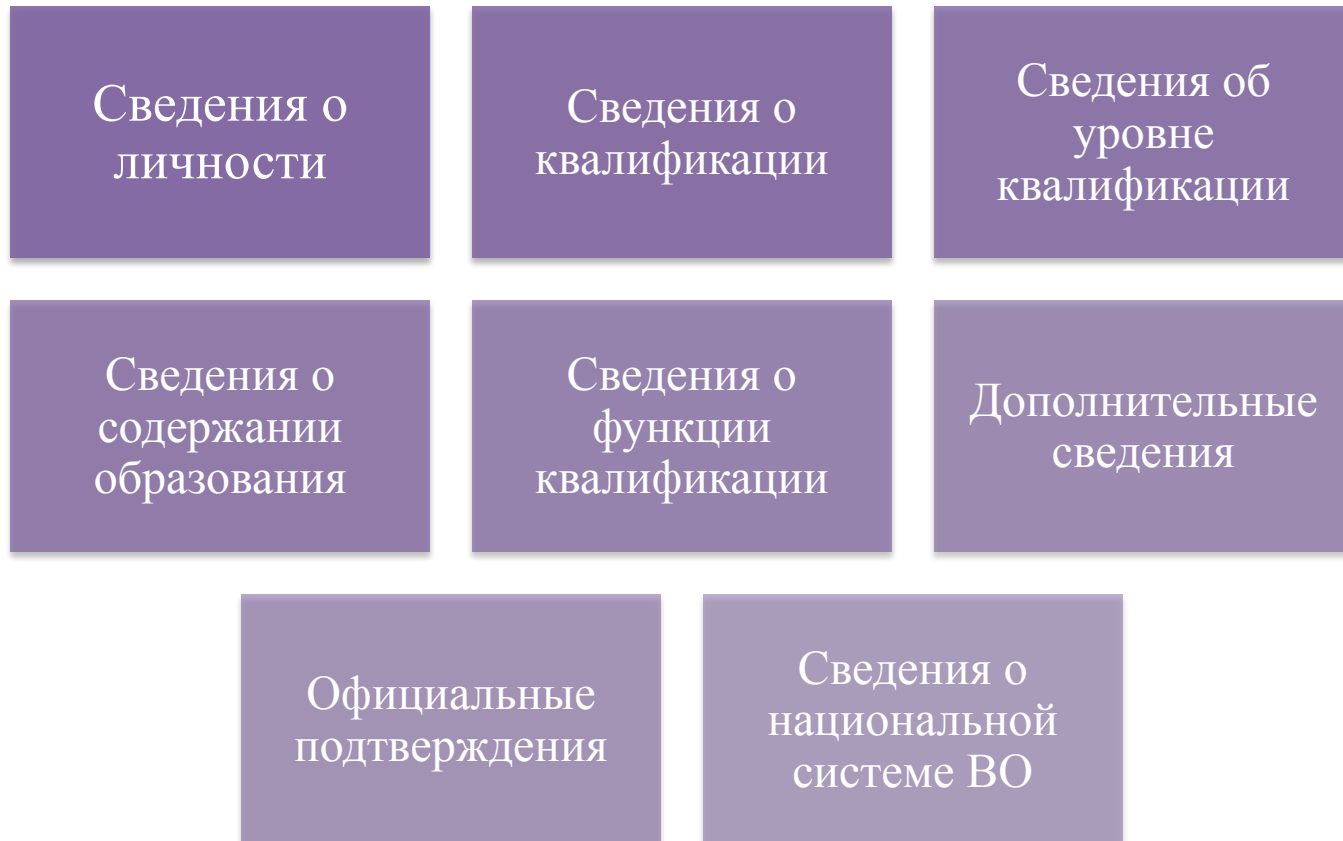 Сведения о
личности
Сведения о
квалификации
Сведения об
уровне
квалификации
Сведения о
содержании
образования
Сведения о
функции
квалификации
Дополнительные
сведения
Официальные
подтверждения
Сведения о
национальной
системе ВО